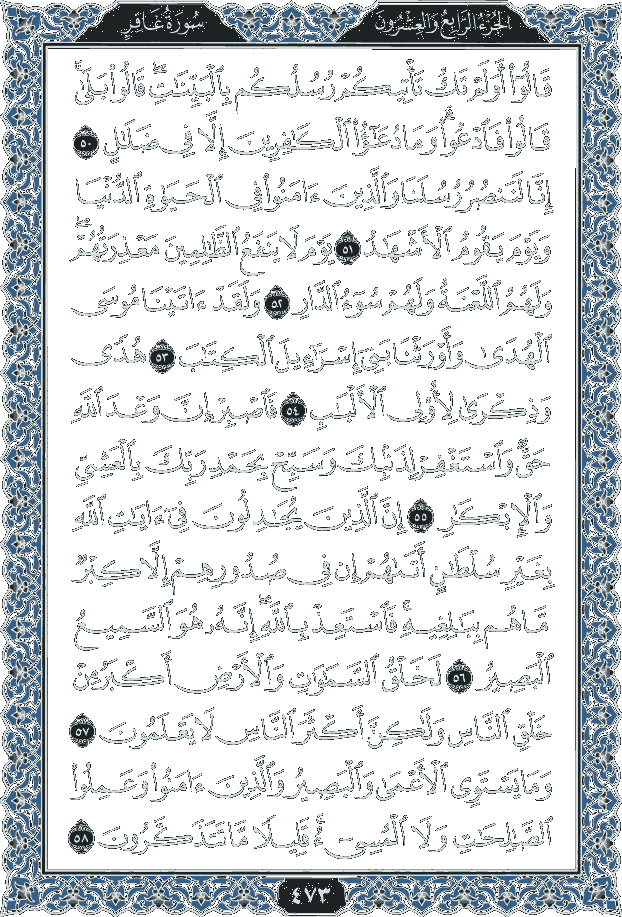 الجزء الرابع والعشرون
سورة غافر
قَالُوٓا۟ أَوَلَمْ تَكُ تَأْتِيكُمْ رُسُلُكُم بِٱلْبَيِّنَٰتِ ۖ قَالُوا۟ بَلَىٰ ۚ
قَالُوا۟ فَٱدْعُوا۟ ۗ وَمَا دُعَٰٓؤُا۟ ٱلْكَٰفِرِينَ إِلَّا فِى ضَلَٰلٍ ٥٠
إِنَّا لَنَنصُرُ رُسُلَنَا وَٱلَّذِينَ ءَامَنُوا۟ فِى ٱلْحَيَوٰةِ ٱلدُّنْيَا
وَيَوْمَ يَقُومُ ٱلْأَشْهَٰدُ ٥١ يَوْمَ لَا يَنفَعُ ٱلظَّٰلِمِينَ مَعْذِرَتُهُمْ ۖ
وَلَهُمُ ٱللَّعْنَةُ وَلَهُمْ سُوٓءُ ٱلدَّارِ ٥٢ وَلَقَدْ ءَاتَيْنَا مُوسَى
ٱلْهُدَىٰ وَأَوْرَثْنَا بَنِىٓ إِسْرَٰٓءِيلَ ٱلْكِتَٰبَ ٥٣ هُدًى
وَذِكْرَىٰ لِأُو۟لِى ٱلْأَلْبَٰبِ ٥٤ فَٱصْبِرْ إِنَّ وَعْدَ ٱللَّهِ
حَقٌّ وَٱسْتَغْفِرْ لِذَنۢبِكَ وَسَبِّحْ بِحَمْدِ رَبِّكَ بِٱلْعَشِىِّ
وَٱلْإِبْكَٰرِ ٥٥ إِنَّ ٱلَّذِينَ يُجَٰدِلُونَ فِىٓ ءَايَٰتِ ٱللَّهِ
بِغَيْرِ سُلْطَٰنٍ أَتَىٰهُمْ ۙ إِن فِى صُدُورِهِمْ إِلَّا كِبْرٌ
مَّا هُم بِبَٰلِغِيهِ ۚ فَٱسْتَعِذْ بِٱللَّهِ ۖ إِنَّهُۥ هُوَ ٱلسَّمِيعُ
ٱلْبَصِيرُ ٥٦ لَخَلْقُ ٱلسَّمَٰوَٰتِ وَٱلْأَرْضِ أَكْبَرُ مِنْ
خَلْقِ ٱلنَّاسِ وَلَٰكِنَّ أَكْثَرَ ٱلنَّاسِ لَا يَعْلَمُونَ ٥٧
وَمَا يَسْتَوِى ٱلْأَعْمَىٰ وَٱلْبَصِيرُ وَٱلَّذِينَ ءَامَنُوا۟ وَعَمِلُوا۟
ٱلصَّٰلِحَٰتِ وَلَا ٱلْمُسِىٓءُ ۚ قَلِيلًا مَّا تَتَذَكَّرُونَ ٥٨
٤٧٣